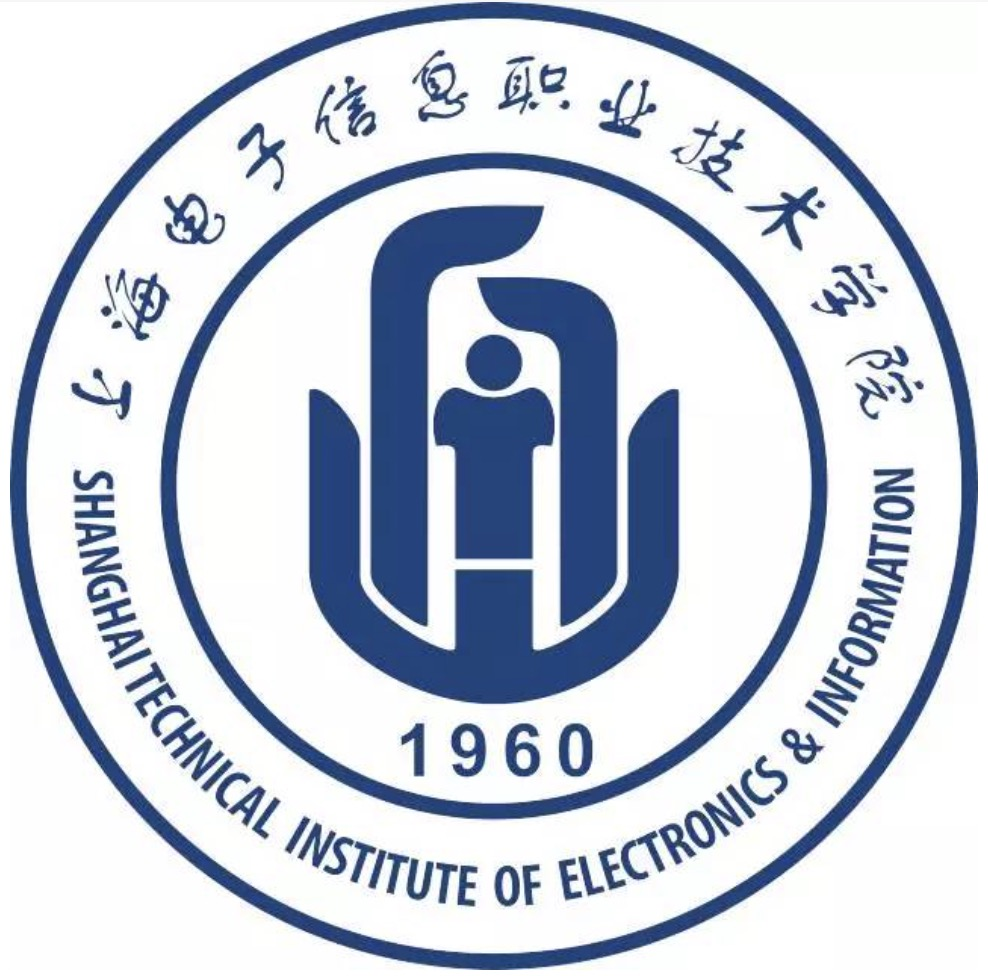 上海电子信息职业技术学院
1960
SHANGHAI TECHNICAL INSTITUTE OF ELECTRONICS & INFORMATION